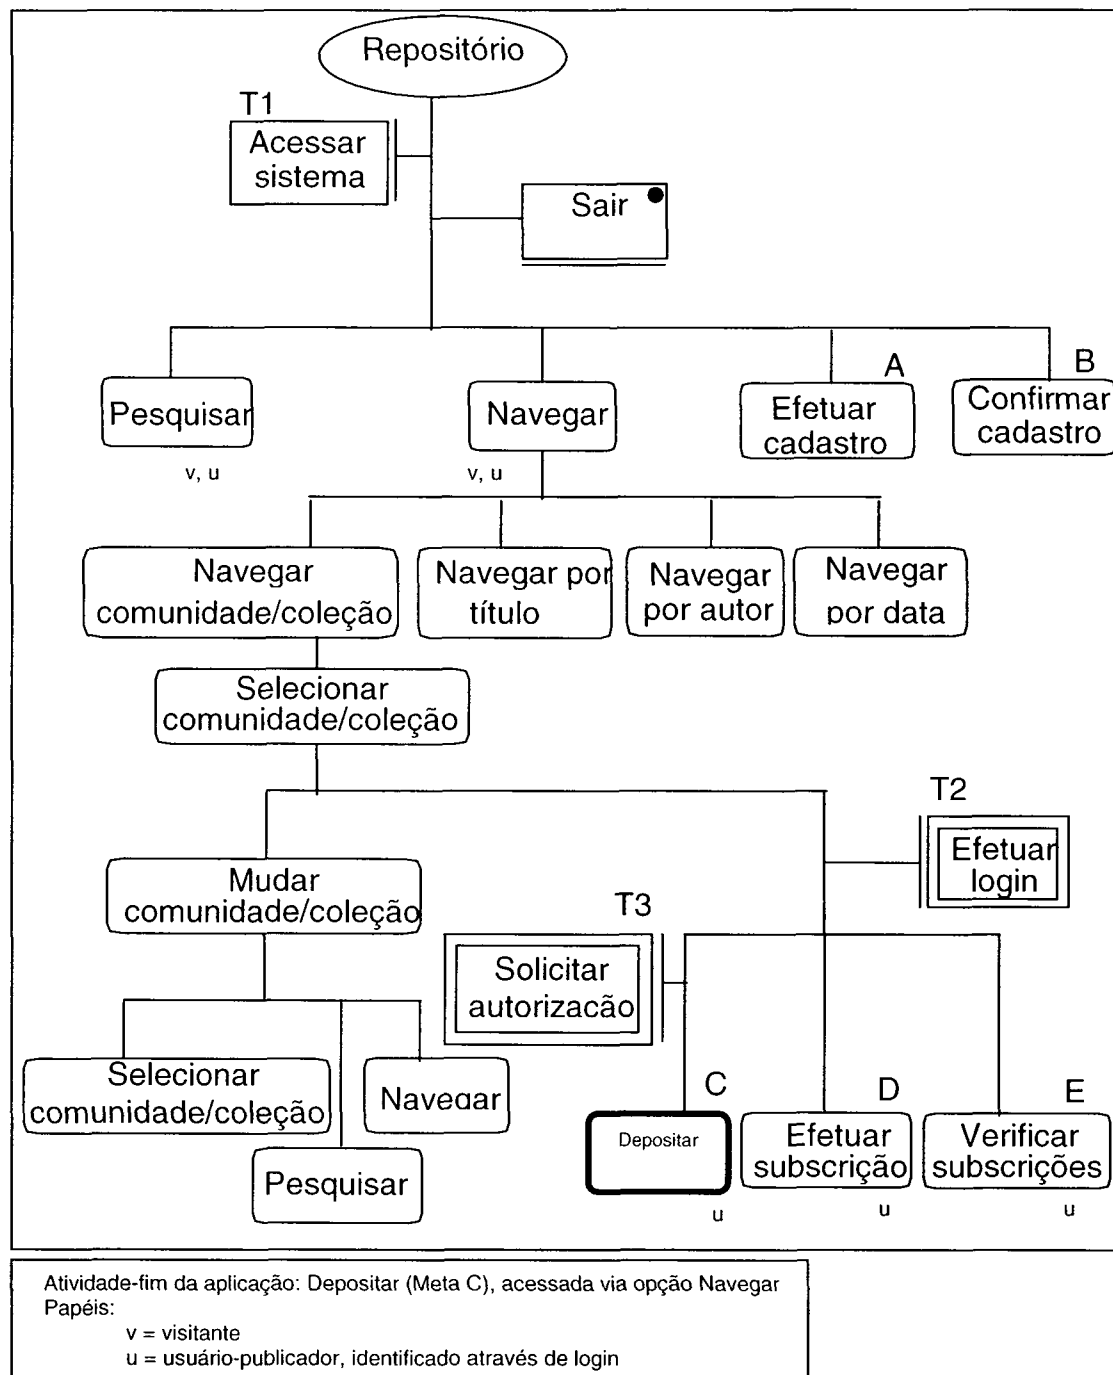 Repositório
T1
Acessar
sistema
Sair
Pesquisar
v, u
Navegar
v, u
A
Efetuar
cadastro
B
Confirmar
cadastro
Navegar
comunidade/coleção
Navegar por
título
Navegar
por autor
Navegar
por data
Selecionar
comunidade/coleção
T2
Efetuar
login
Mudar
comunidade/coleção
T3
Solicitar
autorizacão
Selecionar
comunidade/coleção
Navegar
Pesquisar
C
Depositar
u
D
Efetuar
subscrição
u
E
Verificar
subscrições
u
Atividade-fim da aplicação: Depositar (Meta C), acessada via opção Navegar
Papéis:
v = visitante
u = usuário-publicador, identificado através de login